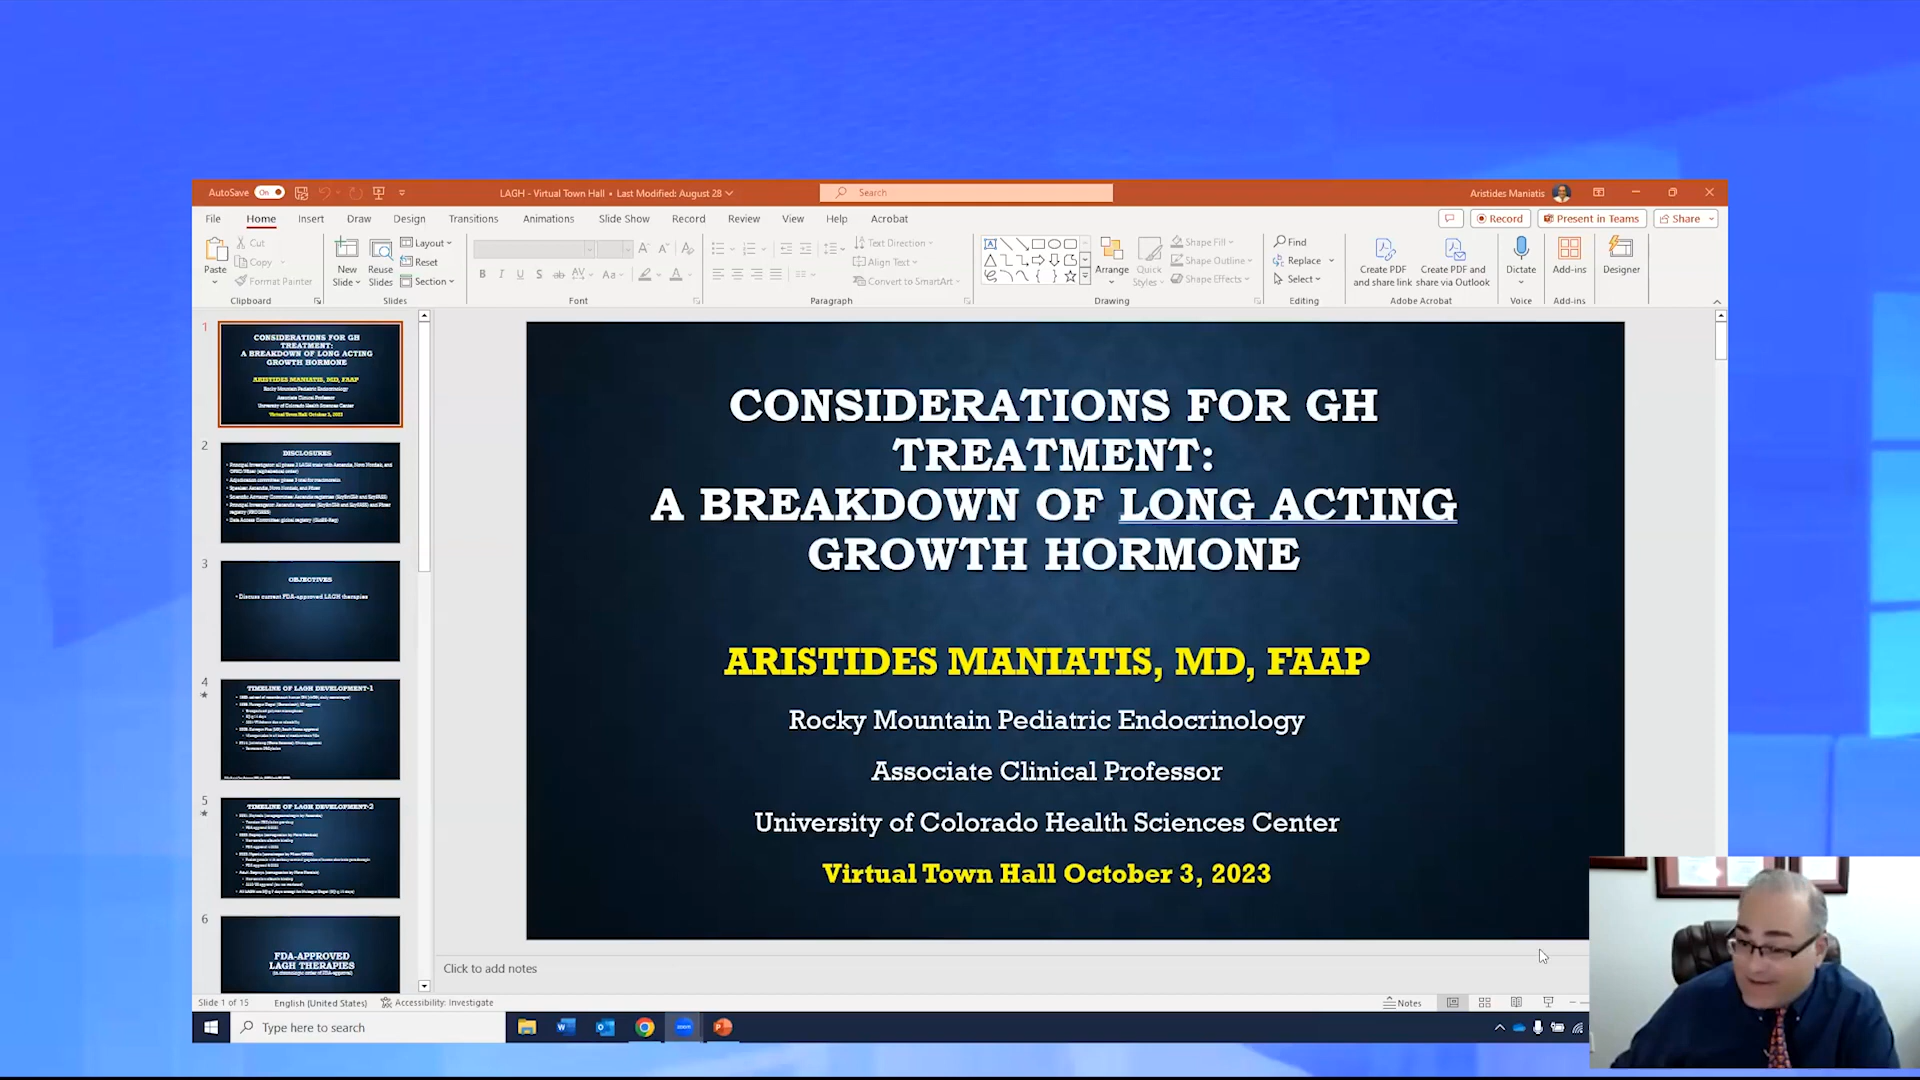 AutoSave On LAGH - Virtual Town Hall • Last Modified: August 28 Search Aristides Maniatis
File Home Insert Draw Design Transitions Animations Slide Show Record Review View Help Acrobat Record Present in Teams Share
Paste
Cut
Copy
Format Painter
Clipboard
New
Slide
Reuse
Slides
Layout
Reset
Section
Slides
Font
Text Direction
Align Text
Convert to SmartArt
Paragraph
Arrange
Quick
Styles
Shape Fill
Shape Outline
Shape Effects
Drawing
Find
Replace
Select
Editing
Create PDF
and share link
Create PDF and
share via Outlook
Adobe Acrobat
Dictate
Voice
Add-ins
Add-ins
Designer
1
CONSIDERATIONS FOR GH
TREATMENT:
A BREAKDOWN OF LONG ACTING
GROWTH HORMONE
ARISTIDES MANIATIS, MD, FAAP
Rocky Mountain Pediatric Endocrinology
Associate Clinical Professor
University of Colorado Health Sciences Center
Virtual Town Hall October 3, 2023
2
DISCLOSURES
3
OBJECTIVES
• Discuss current FDA-approved LAGH therapies
4
TIMELINE OF LAGH DEVELOPMENT-1
5
TIMELINE OF LAGH DEVELOPMENT-2
6
FDA-APPROVED
LAGH THERAPIES
(in chronologic order of FDA-approval)
CONSIDERATIONS FOR GH
TREATMENT:
A BREAKDOWN OF LONG ACTING
GROWTH HORMONE
ARISTIDES MANIATIS, MD, FAAP
Rocky Mountain Pediatric Endocrinology
Associate Clinical Professor
University of Colorado Health Sciences Center
Virtual Town Hall October 3, 2023
Click to add notes
Slide 1 of 15 English (United States) Accessibility: Investigate Notes
Type here to search